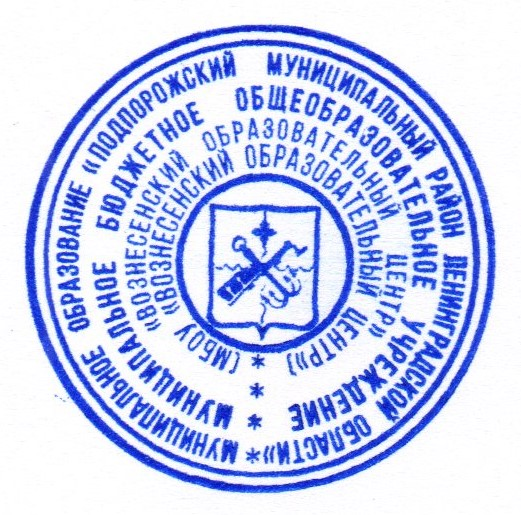 МУНИЦИПАЛЬНОЕ ОБРАЗОВАНИЕ «ПОДПОРОЖСКИЙ МУНИЦИПАЛЬНЫЙ РАЙОН ЛЕНИНГРАДСКОЙ ОБЛАСТИ» *
МУНИЦИПАЛЬНОЕ БЮДЖЕТНОЕ ОБЩЕОБРАЗОВАТЕЛЬНОЕ УЧРЕЖДЕНИЕ *
«ВОЗНЕСЕНСКИЙ ОБРАЗОВАТЕЛЬНЫЙ ЦЕНТР» *
(МБОУ «ВОЗНЕСЕНСКИЙ ОБРАЗОВАТЕЛЬНЫЙ ЦЕНТР») *